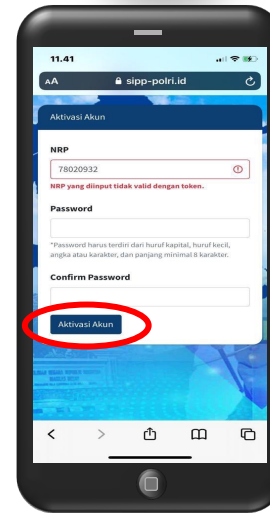 11.41
AA sipp-polri.id
Aktivasi Akun
NRP
78020932
NRP yang diinput tidak valid dengan token.
Password
*Password harus terdiri dari huruf kapital, huruf kecil,
angka atau karakter, dan panjang minimal 8 karakter.
Confirm Password
Aktivasi Akun